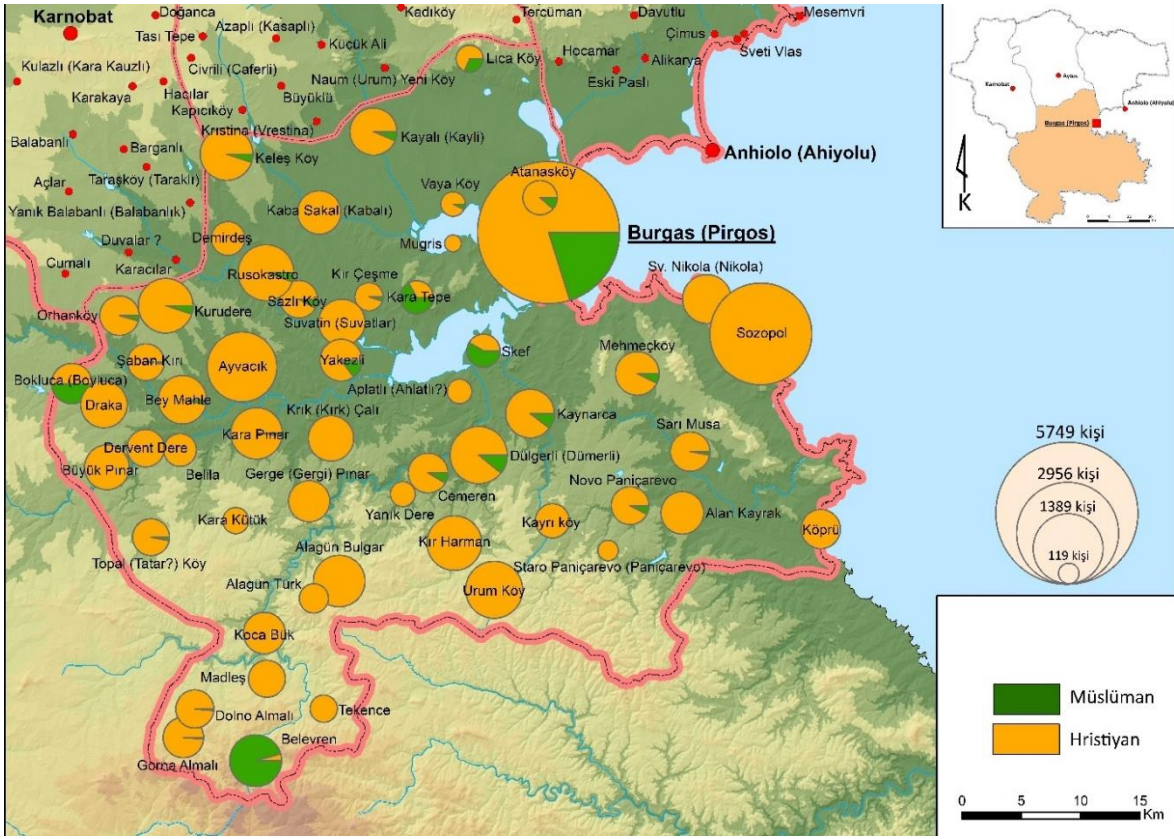 Karnobat
Doğanca
Kadıköy
Tercüman
Davutlu
Mesemvri
Azaplı (Kasaplı)
Taşı Tepe
Küçük Ali
Çimus
Sveti Vlas
Lıca Köy
Hocamar
Alikarya
Eski Paslı
Civrili (Caferli)
Naum (Urum) Yeni Köy
Kulazlı (Kara Kauzlı)
Karakaya
Hacılar
Büyüklü
Kapıcıköy
Kristina (Vrestina)
Kayalı (Kayli)
Balabanlı
Barganlı
Keleş Köy
Anhiolo (Ahiyolu)
Taraşköy (Taraklı)
Atanasköy
Açlar
Vaya Köy
Yanık Balabanlı (Balabanlık)
Kaba Sakal (Kabalı)
Burgas (Pirgos)
Duvalar ?
Demirdeş
Mugris
Cumalı
Karacılar
Rusokastro
Kır Çeşme
Sv. Nikola (Nikola)
Sazlı Köy
Kara Tepe
Orhanköy
Kurudere
Suvatin (Suvatlar)
Sozopol
Skef
Mehmeçköy
Şaban Kırı
Ayvacık
Yakezli
Bokluca (Boyluca)
Aplatlı (Ahlatlı?)
Draka
Bey Mahle
Krık (Kırk) Çalı
Kaynarca
Kara Pınar
Sarı Musa
Dervent Dere
Dülgerli (Dümerli)
Büyük Pınar
Belila
Gerge (Gergi) Pınar
Cemeren
Novo Paniçarevo
Yanık Dere
Alan Kayrak
Kara Kütük
Kayrı köy
Köprü
Topal (Tatar?) Köy
Kır Harman
Alagün Bulgar
Staro Paniçarevo (Paniçarevo)
Alagün Türk
Urum Köy
Koca Buk
Madleş
Dolno Almalı
Tekence
Belevren
Gorna Almalı
Karnobat
Aytos
Anhiolo (Ahiyolu)
Burgas (Pirgos)
K
5749 kişi
2956 kişi
1389 kişi
119 kişi
Müslüman
Hristiyan
0 5 10 15
Km